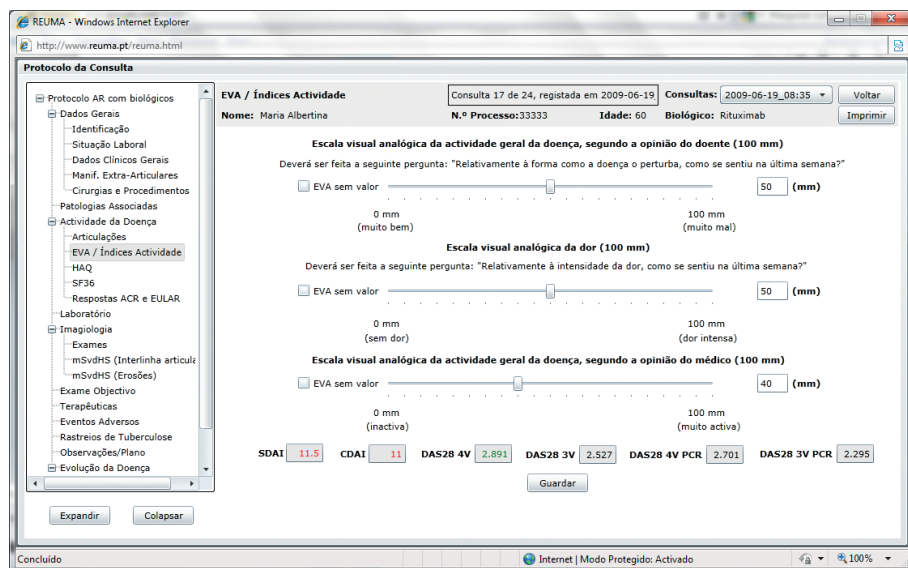 REUMA - Windows Internet Explorer
http://www.reuma.pt/reuma.html
Protocolo da Consulta
Protocolo AR com biológicos
Dados Gerais
Identificação
Situação Laboral
Dados Clínicos Gerais
Manif. Extra-Articulares
Cirurgias e Procedimentos
Patologias Associadas
Actividade da Doença
Articulações
EVA / Índices Actividade
HAQ
SF36
Respostas ACR e EULAR
Laboratório
Imagiologia
Exames
mSvdHS (Interlinha articula
mSvdHS (Erosões)
Exame Objectivo
Terapêuticas
Eventos Adversos
Rastreios de Tuberculose
Observações/Plano
Evolução da Doença
Expandir Colapsar
EVA / Índices Actividade Consulta 17 de 24, registada em 2009-06-19 Consultas: 2009-06-19_08:35 Voltar
Nome: Maria Albertina N.º Processo:33333 Idade: 60 Biológico: Rituximab Imprimir
Escala visual analógica da actividade geral da doença, segundo a opinião do doente (100 mm)
Deverá ser feita a seguinte pergunta: "Relativamente à forma como a doença o perturba, como se sentiu na última semana?"
EVA sem valor 50 (mm)
0 mm 100 mm
(muito bem) (muito mal)
Escala visual analógica da dor (100 mm)
Deverá ser feita a seguinte pergunta: "Relativamente à intensidade da dor, como se sentiu na última semana?"
EVA sem valor 50 (mm)
0 mm 100 mm
(sem dor) (dor intensa)
Escala visual analógica da actividade geral da doença, segundo a opinião do médico (100 mm)
EVA sem valor 40 (mm)
0 mm 100 mm
(inactiva) (muito activa)
SDAI 11.5 CDAI 11 DAS28 4V 2.891 DAS28 3V 2.527 DAS28 4V PCR 2.701 DAS28 3V PCR 2.295
Guardar
Concluído Internet | Modo Protegido: Activado 100%